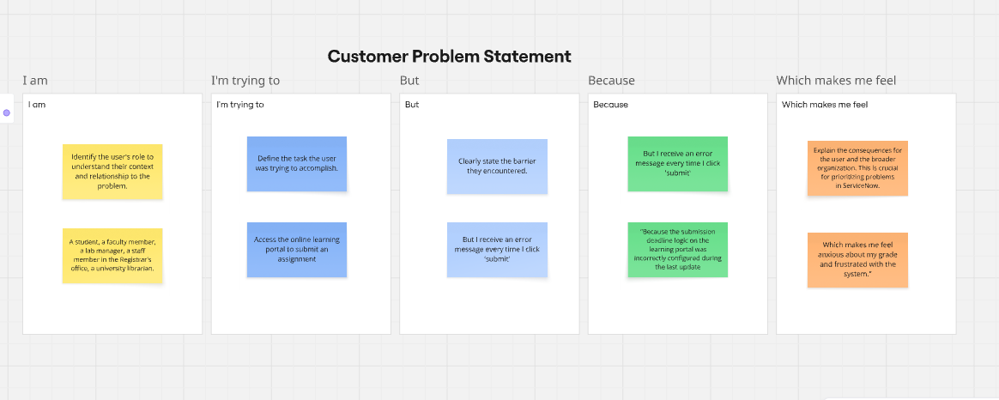 Customer Problem Statement
I am
I'm trying to
But
Because
Which makes me feel
I am
Identify the user's role to
understand their context
and relationship to the
problem.
A student, a faculty member,
a lab manager, a staff
member in the Registrar's
office, a university librarian.
I'm trying to
Define the task the user
was trying to accomplish.
Access the online learning
portal to submit an
assignment
But
Clearly state the barrier
they encountered.
But I receive an error
message every time I click
'submit'
Because
But I receive an error
message every time I click
'submit'
"Because the submission
deadline logic on the
learning portal was
incorrectly configured during
the last update
Which makes me feel
Explain the consequences for
the user and the broader
organization. This is crucial
for prioritizing problems
in ServiceNow.
Which makes me feel
anxious about my grade
and frustrated with the
system."